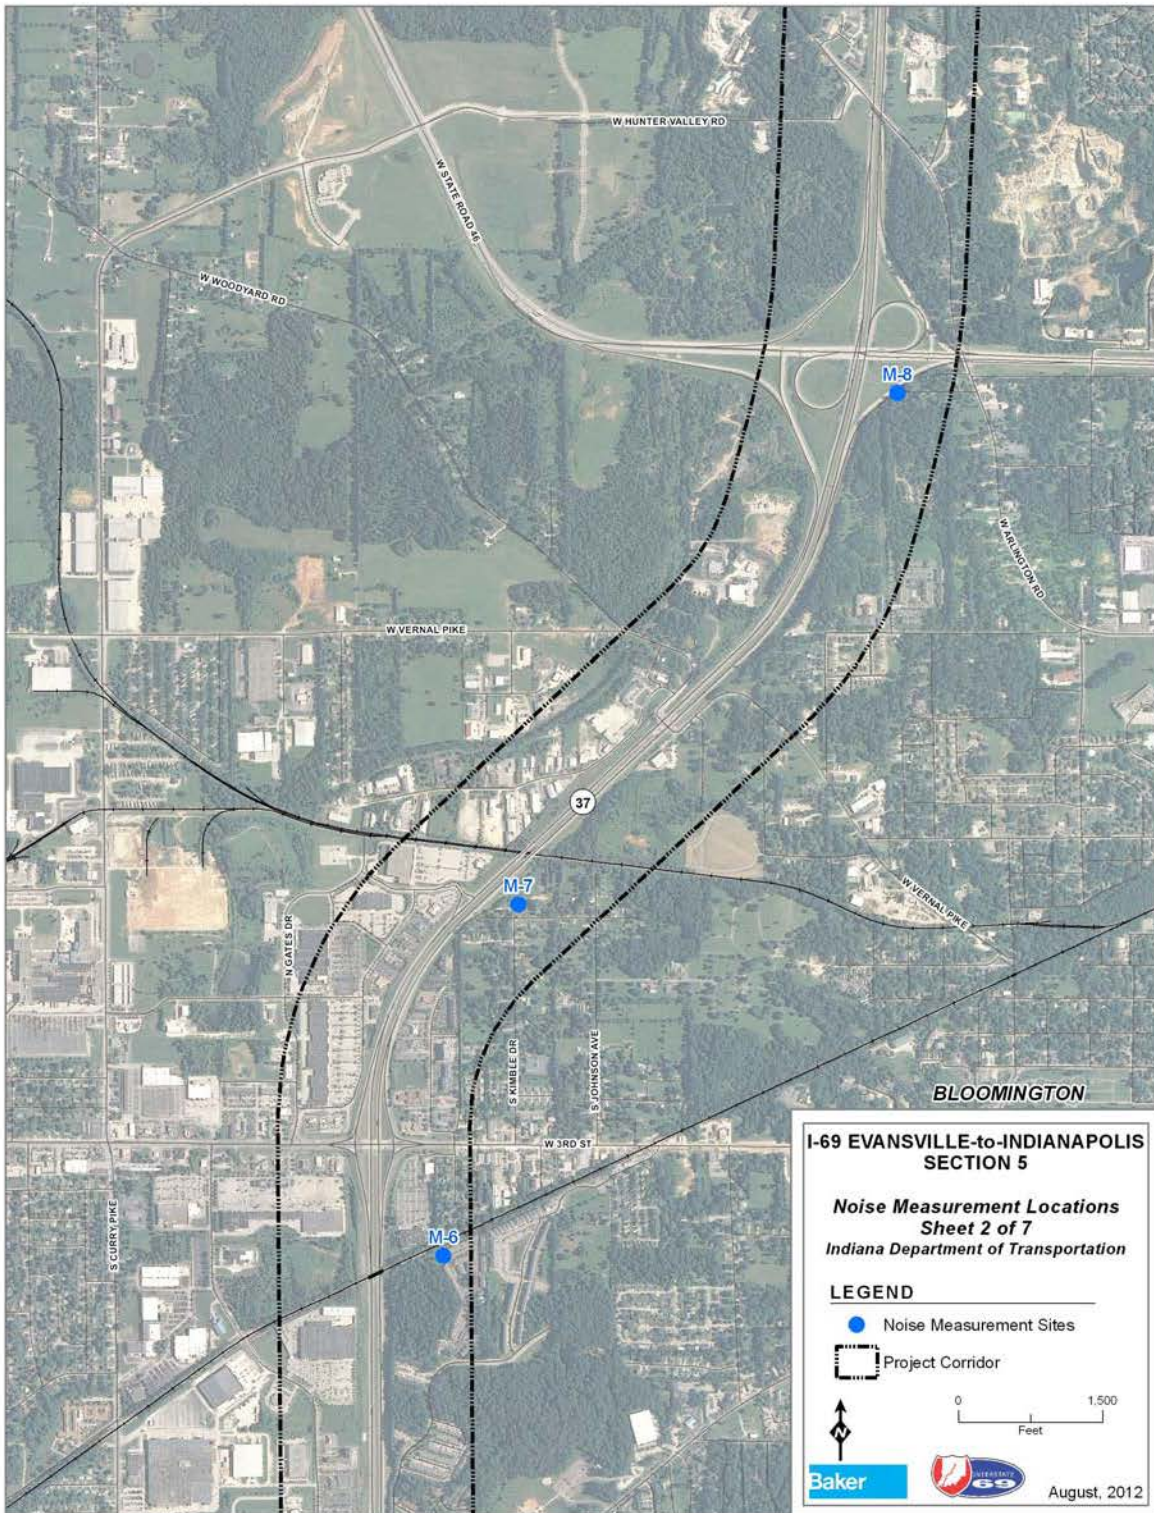 W HUNTER VALLEY RD
W STATE ROAD 46
W WOODYARD RD
M-8
W ARLINGTON RD
W VERNAL PIKE
37
M-7
W VERNAL PIKE
N GATES DR
S KIMBLE DR
S JOHNSON AVE
BLOOMINGTON
W 3RD ST
S CURRY PIKE
M-6
I-69 EVANSVILLE-to-INDIANAPOLIS
SECTION 5
Noise Measurement Locations
Sheet 2 of 7
Indiana Department of Transportation
LEGEND
Noise Measurement Sites
Project Corridor
0 1,500
Feet
N
Baker
INTERSTATE
69
August, 2012